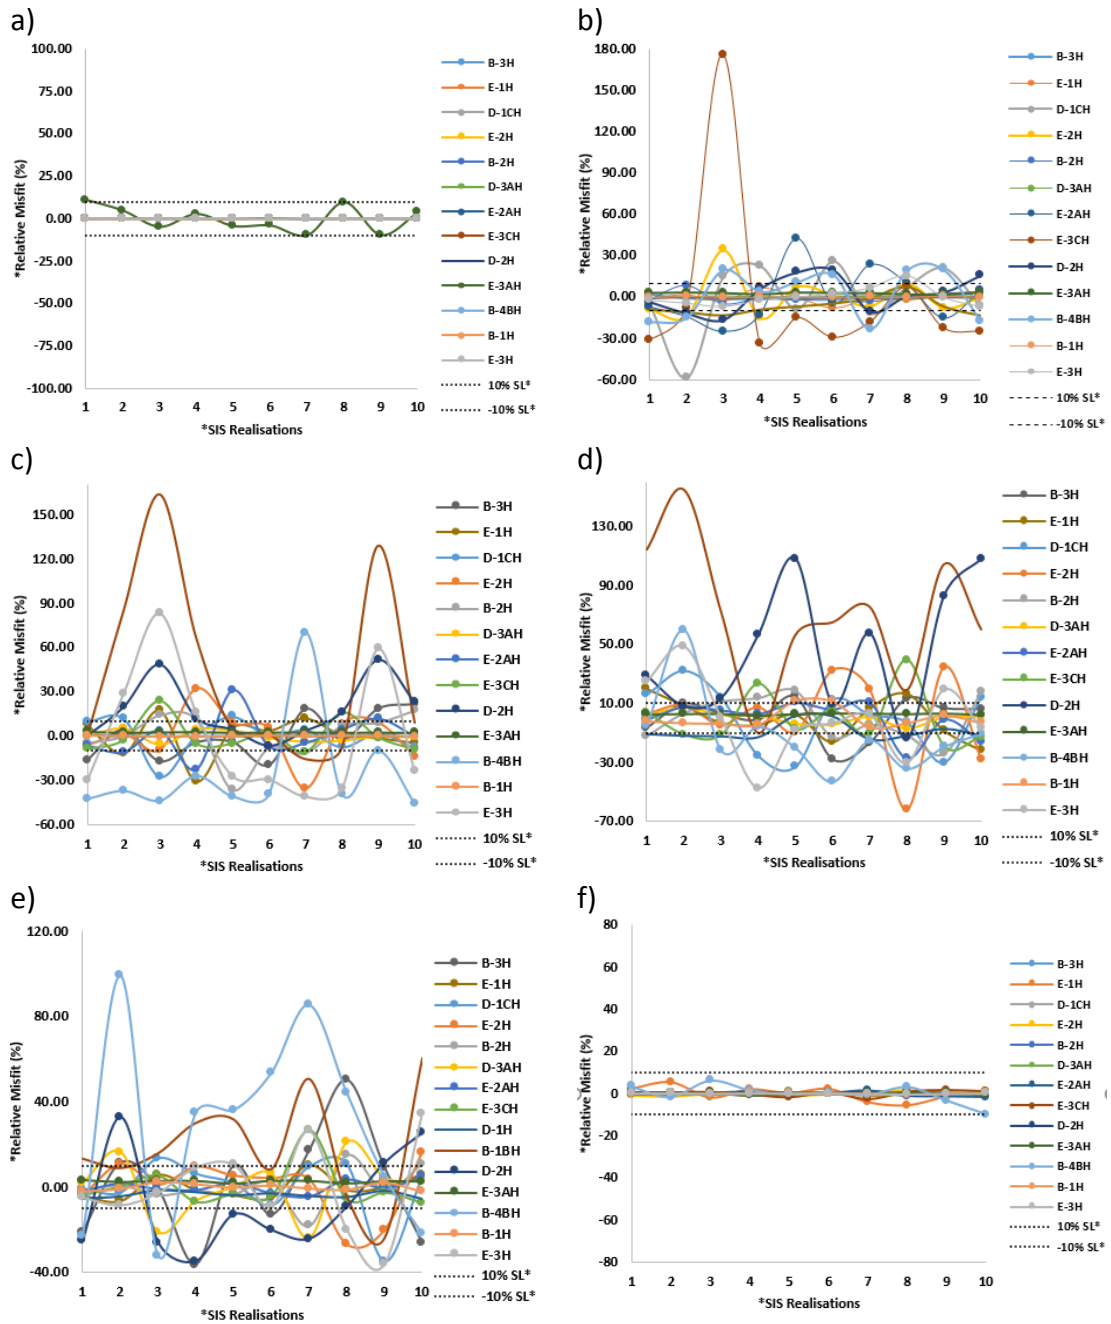 a)
100.00
75.00
50.00
25.00
0.00
-25.00
-50.00
-75.00
-100.00
*Relative Misfit (%)
1 2 3 4 5 6 7 8 9 10
*SIS Realisations
B-3H
E-1H
D-1CH
E-2H
B-2H
D-3AH
E-2AH
E-3CH
D-2H
E-3AH
B-4BH
B-1H
E-3H
10% SL*
-10% SL*
b)
180.00
150.00
120.00
90.00
60.00
30.00
0.00
-30.00
-60.00
*Relative Misfit (%)
1 2 3 4 5 6 7 8 9 10
*SIS Realisations
B-3H
E-1H
D-1CH
E-2H
B-2H
D-3AH
E-2AH
E-3CH
D-2H
E-3AH
B-4BH
B-1H
E-3H
10% SL*
-10% SL*
c)
150.00
120.00
90.00
60.00
30.00
0.00
-30.00
-60.00
*Relative Misfit (%)
1 2 3 4 5 6 7 8 9 10
*SIS Realisations
B-3H
E-1H
D-1CH
E-2H
B-2H
D-3AH
E-2AH
E-3CH
D-2H
E-3AH
B-4BH
B-1H
E-3H
10% SL*
-10% SL*
d)
130.00
90.00
50.00
10.00
-30.00
-70.00
*Relative Misfit (%)
1 2 3 4 5 6 7 8 9 10
*SIS Realisations
B-3H
E-1H
D-1CH
E-2H
B-2H
D-3AH
E-2AH
E-3CH
D-2H
E-3AH
B-4BH
B-1H
E-3H
10% SL*
-10% SL*
e)
120.00
80.00
40.00
0.00
-40.00
*Relative Misfit (%)
1 2 3 4 5 6 7 8 9 10
*SIS Realisations
B-3H
E-1H
D-1CH
E-2H
B-2H
D-3AH
E-2AH
E-3CH
D-1H
B-1BH
D-2H
E-3AH
B-4BH
B-1H
E-3H
10% SL*
-10% SL*
f)
80
60
40
20
0
-20
-40
-60
-80
*Relative Misfit (%)
1 2 3 4 5 6 7 8 9 10
*SIS Realisations
B-3H
E-1H
D-1CH
E-2H
B-2H
D-3AH
E-2AH
E-3CH
D-2H
E-3AH
B-4BH
B-1H
E-3H
10% SL*
-10% SL*